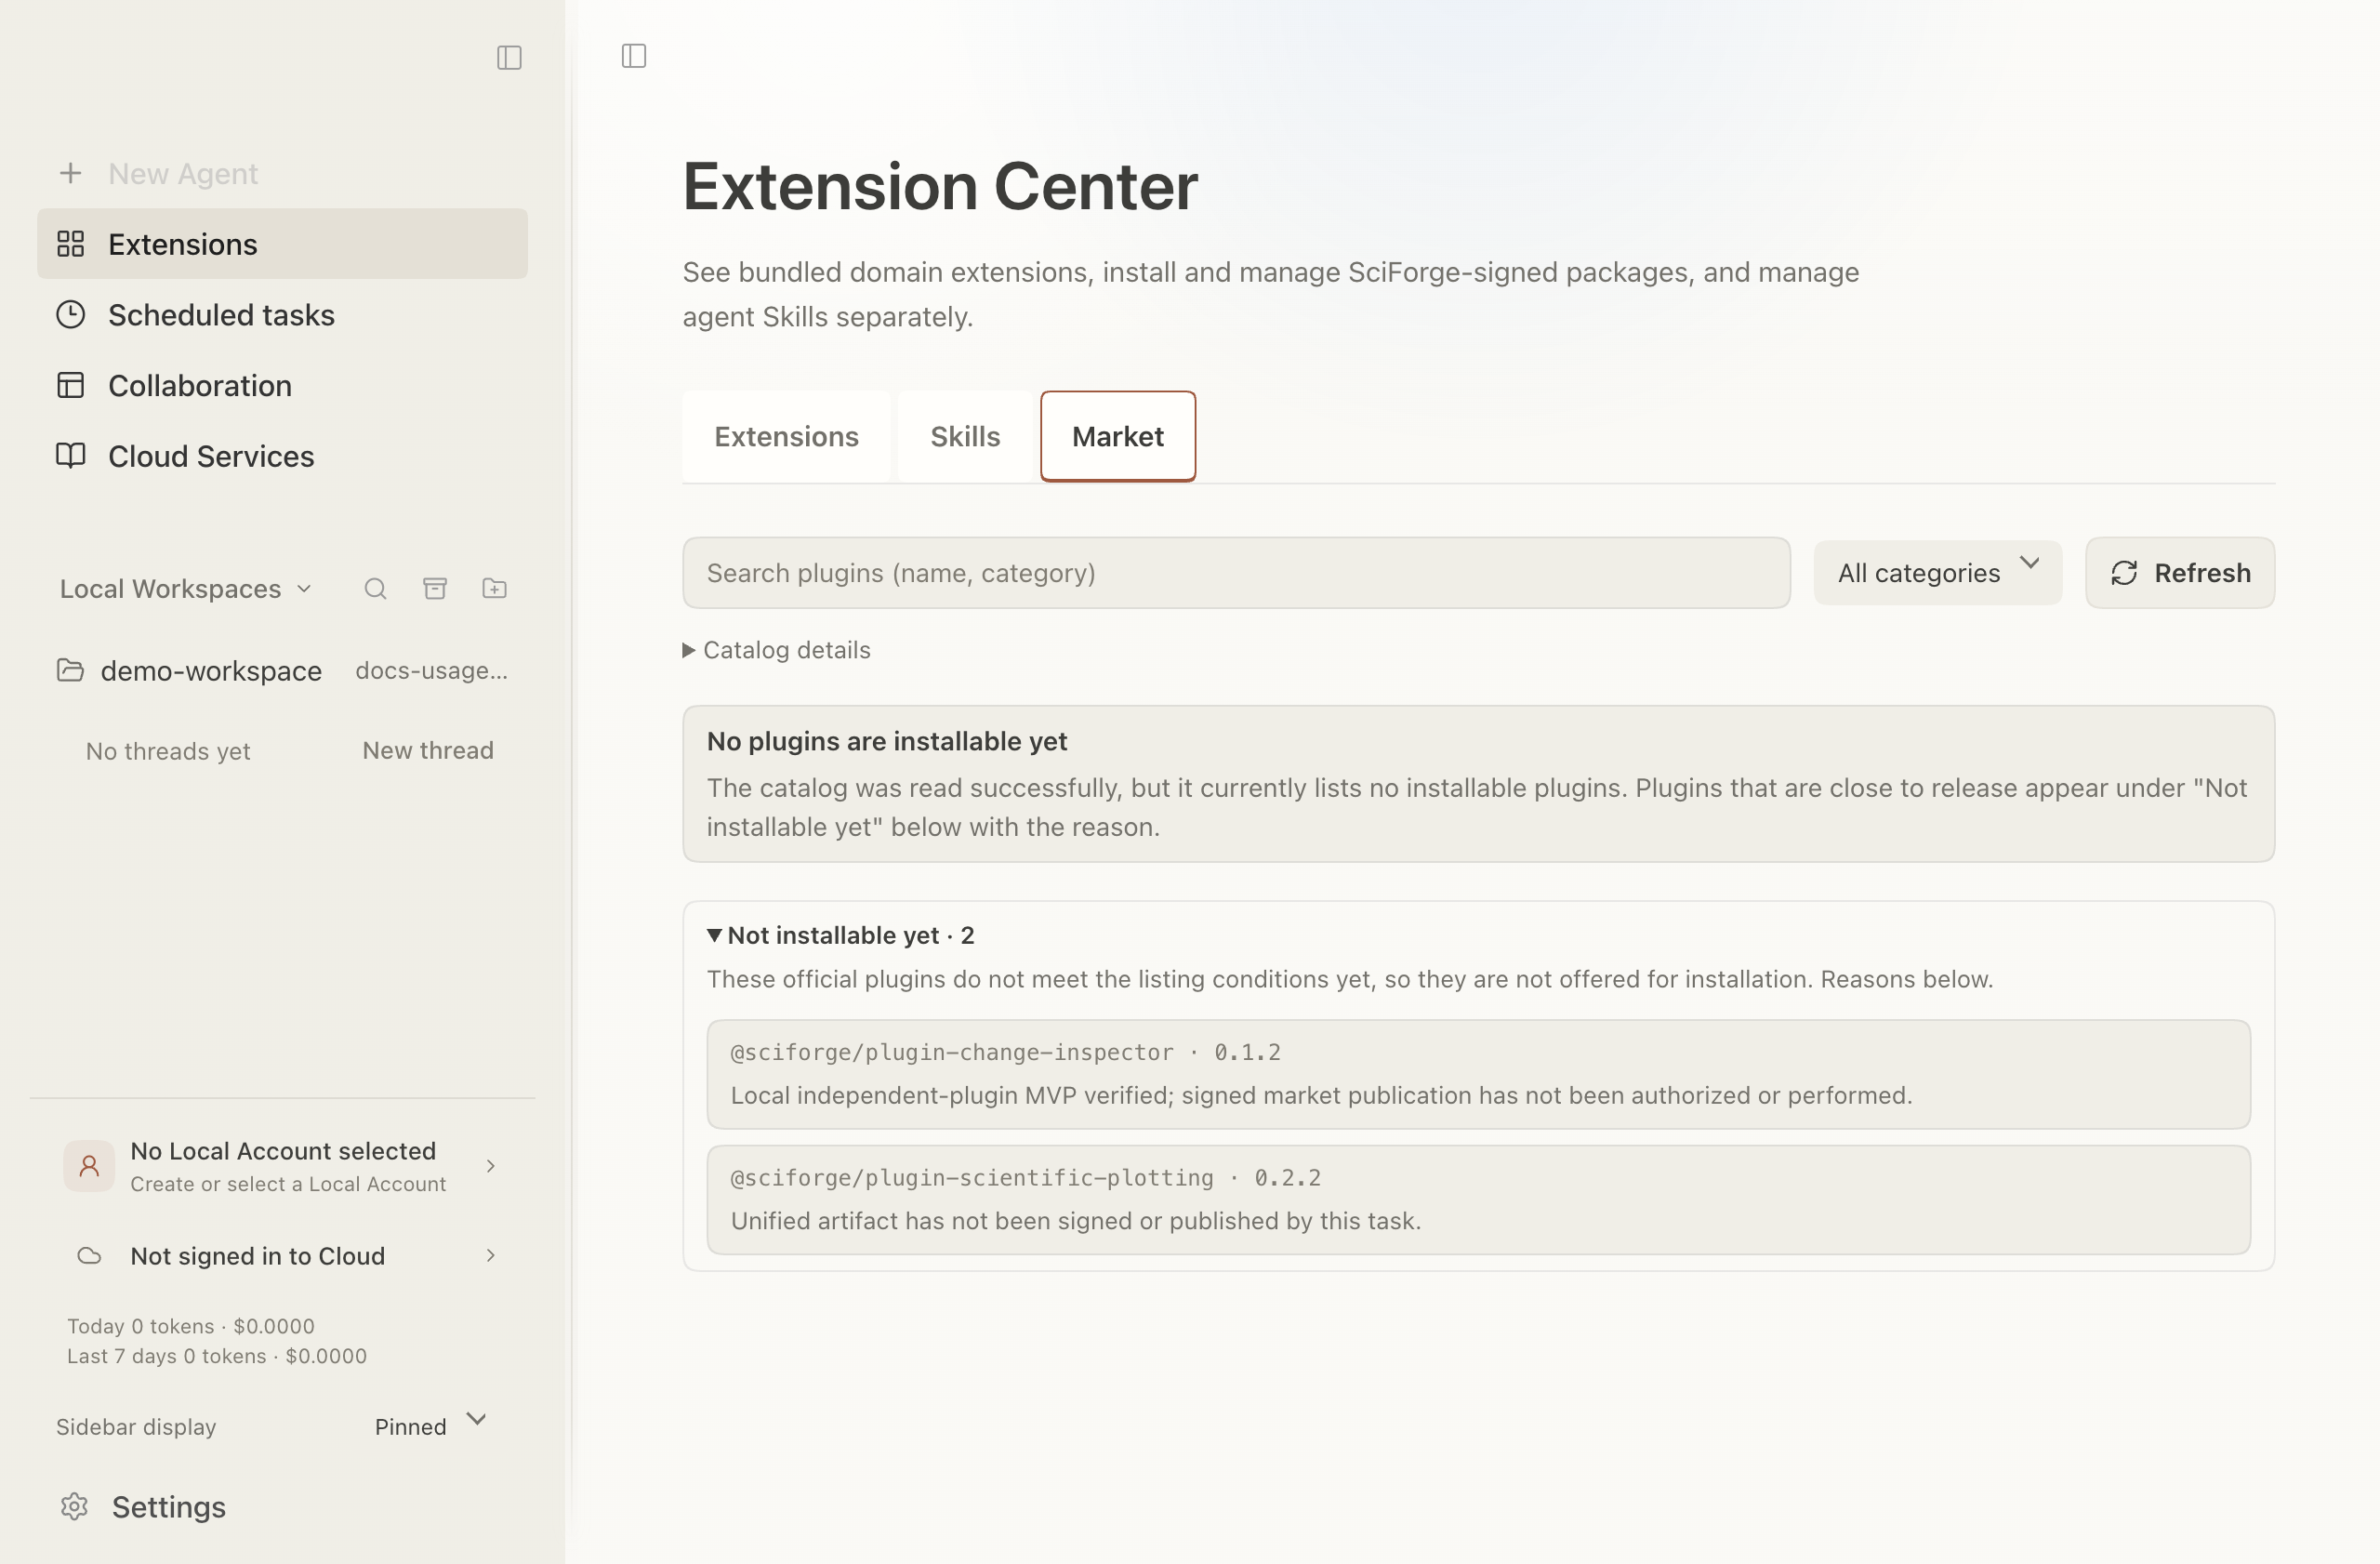 New Agent
Extensions
Scheduled tasks
Collaboration
Cloud Services
Local Workspaces
demo-workspace docs-usage...
No threads yet New thread
No Local Account selected
Create or select a Local Account
Not signed in to Cloud
Today 0 tokens · $0.0000
Last 7 days 0 tokens · $0.0000
Sidebar display Pinned
Settings
Extension Center
See bundled domain extensions, install and manage SciForge-signed packages, and manage
agent Skills separately.
Extensions Skills Market
Search plugins (name, category) All categories Refresh
Catalog details
No plugins are installable yet
The catalog was read successfully, but it currently lists no installable plugins. Plugins that are close to release appear under "Not
installable yet" below with the reason.
Not installable yet · 2
These official plugins do not meet the listing conditions yet, so they are not offered for installation. Reasons below.
@sciforge/plugin-change-inspector · 0.1.2
Local independent-plugin MVP verified; signed market publication has not been authorized or performed.
@sciforge/plugin-scientific-plotting · 0.2.2
Unified artifact has not been signed or published by this task.